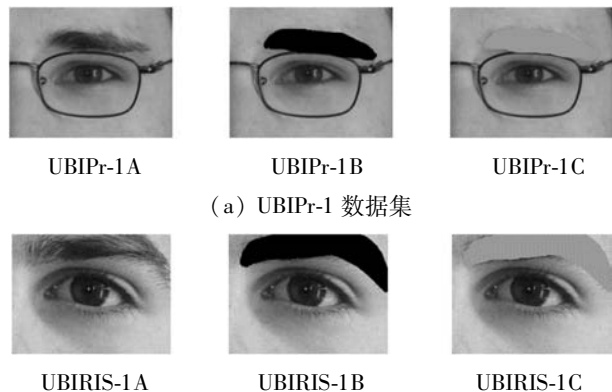 UBIPr-1A UBIPr-1B UBIPr-1C
(a) UBIPr-1 数据集
UBIRIS-1A UBIRIS-1B UBIRIS-1C